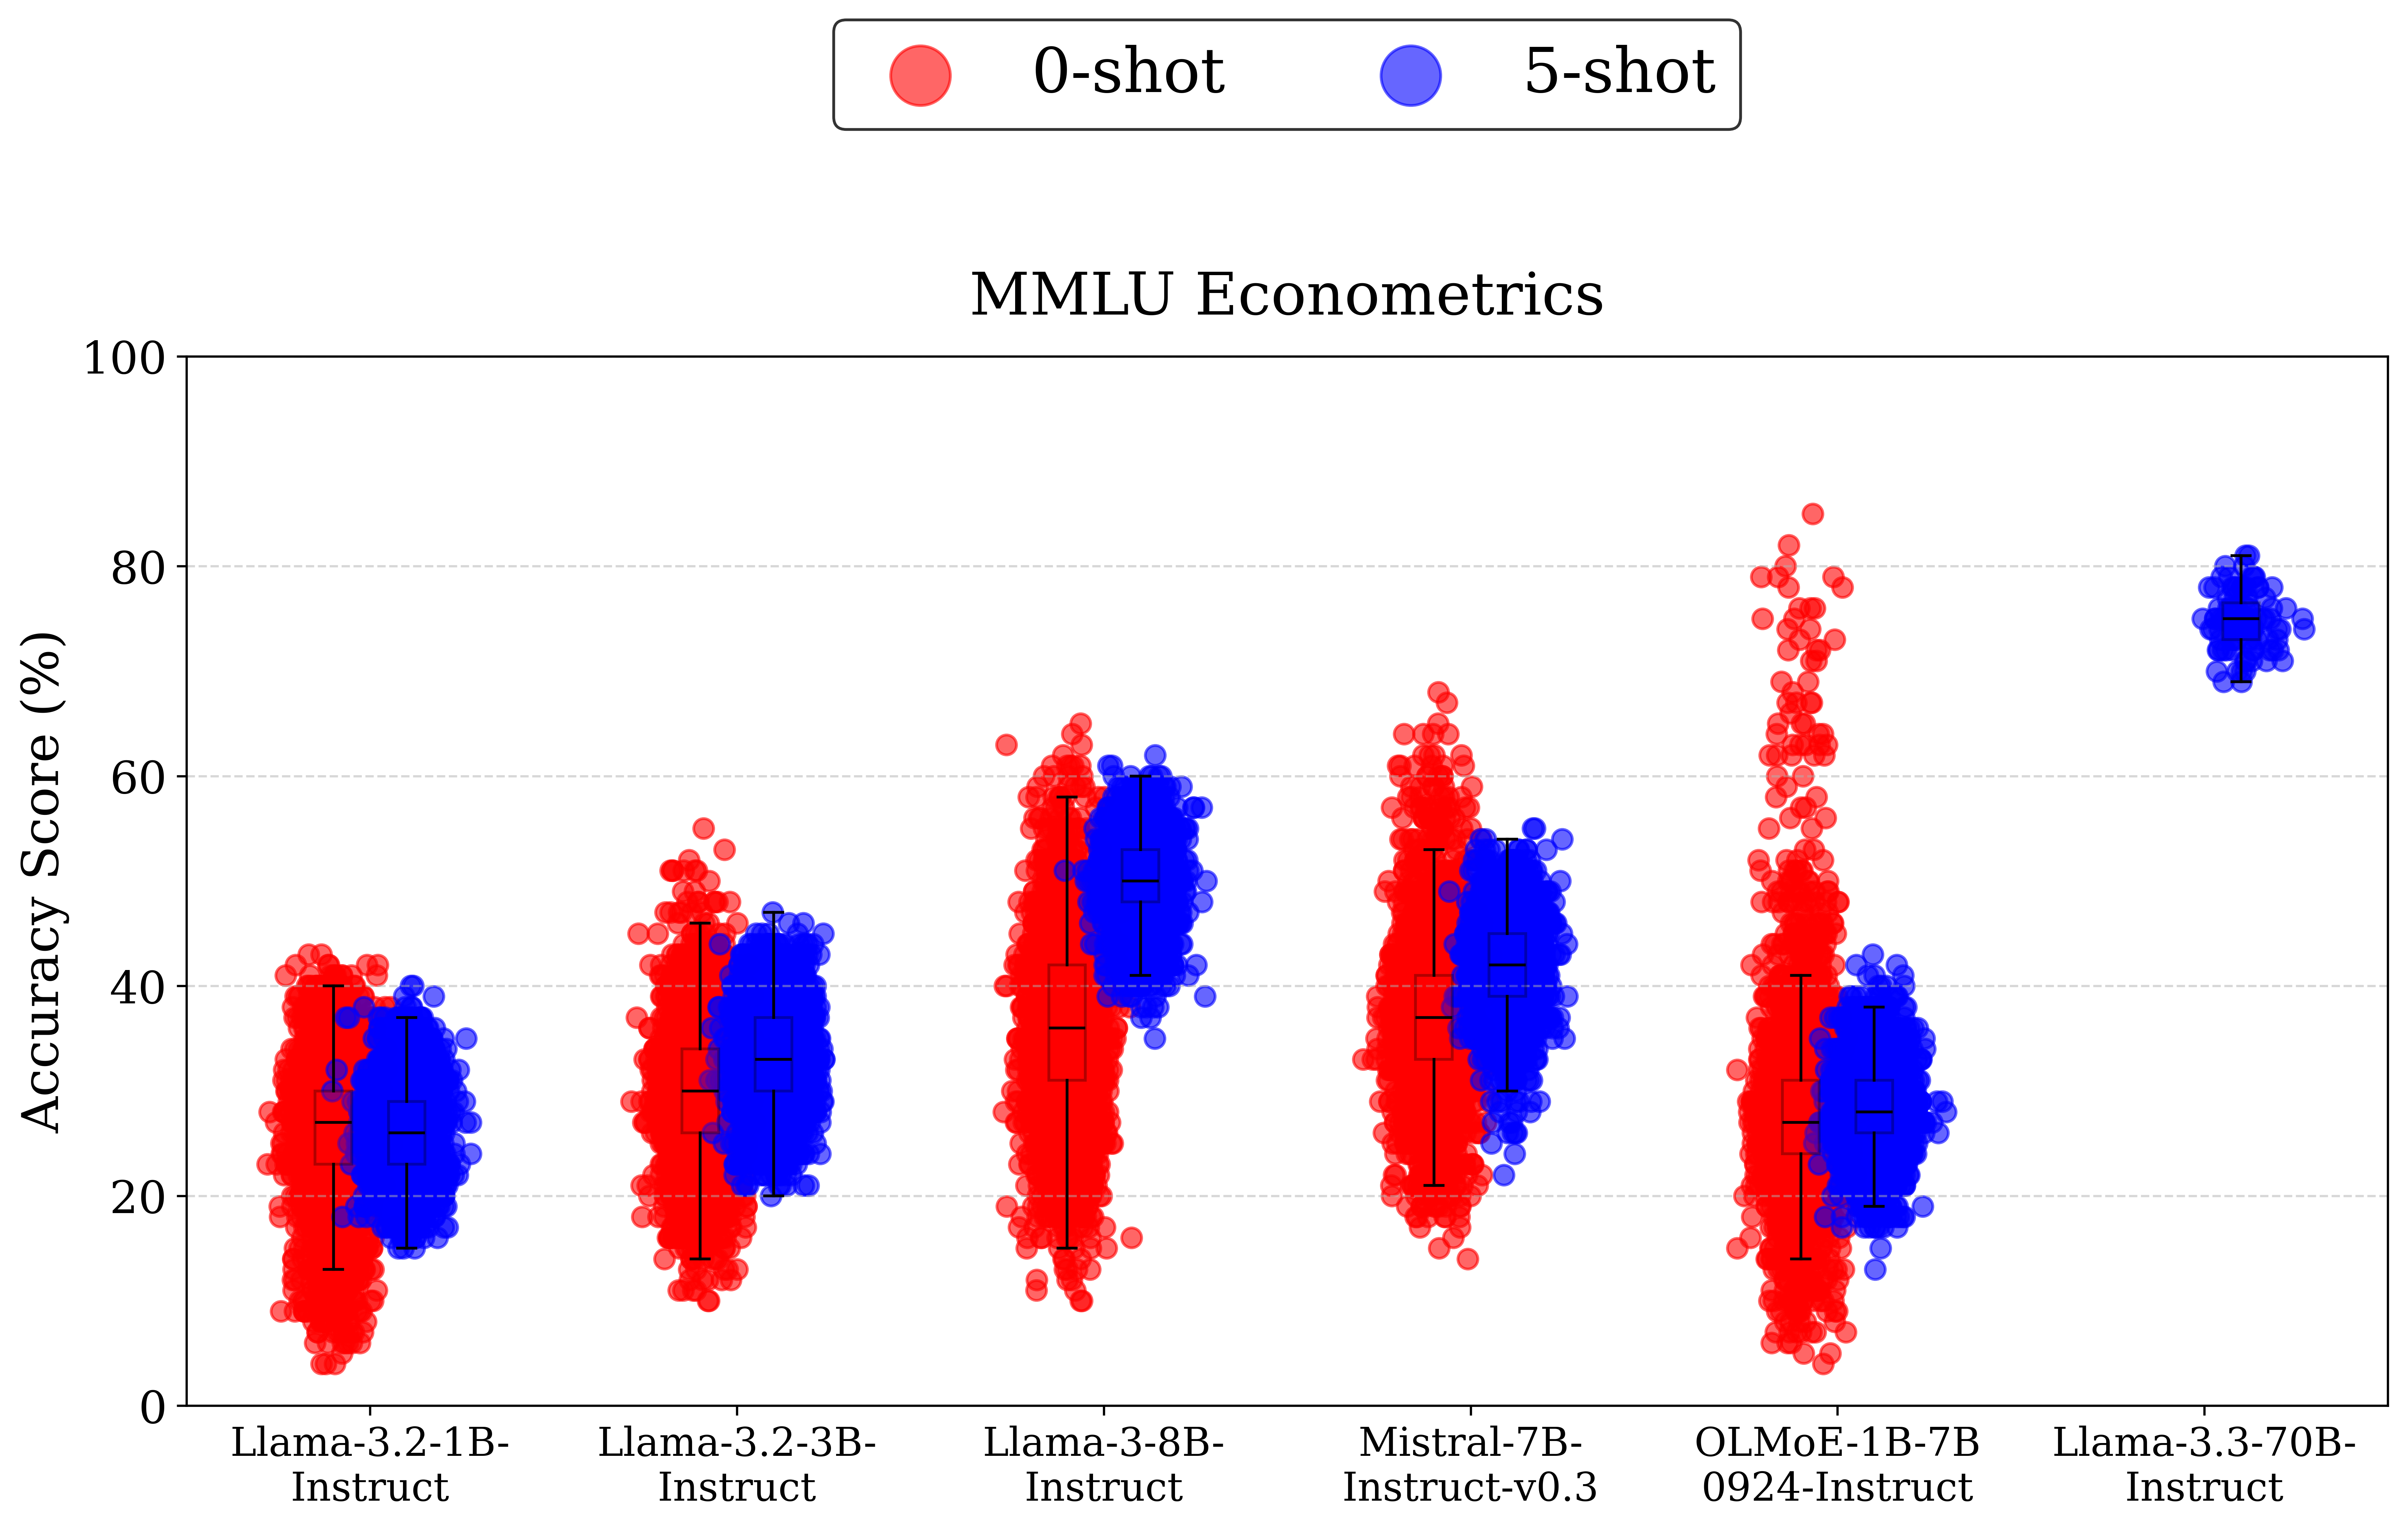 0-shot 5-shot
MMLU Econometrics
Accuracy Score (%)
100
80
60
40
20
0
Llama-3.2-1B-
Instruct
Llama-3.2-3B-
Instruct
Llama-3-8B-
Instruct
Mistral-7B-
Instruct-v0.3
OLMoE-1B-7B
0924-Instruct
Llama-3.3-70B-
Instruct